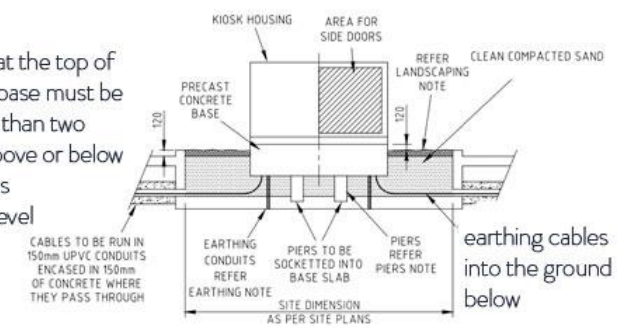 KIOSK HOUSING
AREA FOR
SIDE DOORS
at the top of
base must be
than two
ove or below
s
evel
PRECAST
CONCRETE
BASE
REFER
LANDSCAPING
NOTE
CLEAN COMPACTED SAND
120
120
CABLES TO BE RUN IN
150mm UPVC CONDUITS
ENCASED IN 150mm
OF CONCRETE WHERE
THEY PASS THROUGH
EARTHING
CONDUITS
REFER
EARTHING NOTE
PIERS TO BE
SOCKETTED INTO
BASE SLAB
PIERS
REFER
PIERS NOTE
earthing cables
into the ground
below
SITE DIMENSION
AS PER SITE PLANS